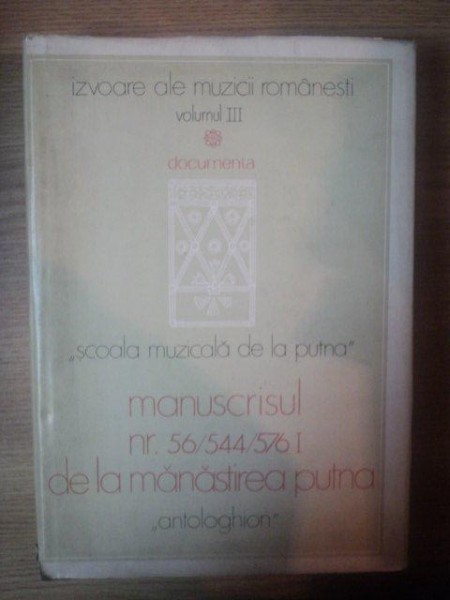 izvoare ale muzicii românești
volumul III
documenta
„școala muzicală de la putna”
manuscrisul
nr. 56/544/576 I
de la mănăstirea putna
„antologhion”